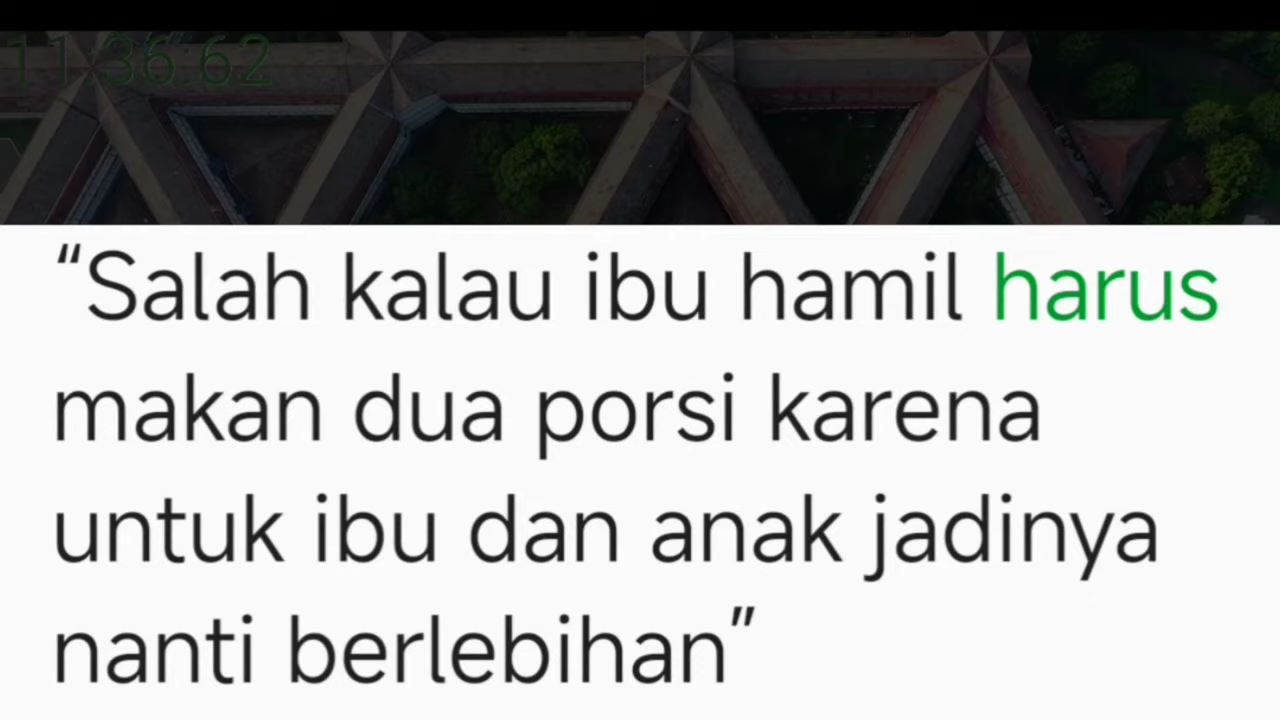 11:36:62
“Salah kalau ibu hamil harus
makan dua porsi karena
untuk ibu dan anak jadinya
nanti berlebihan”